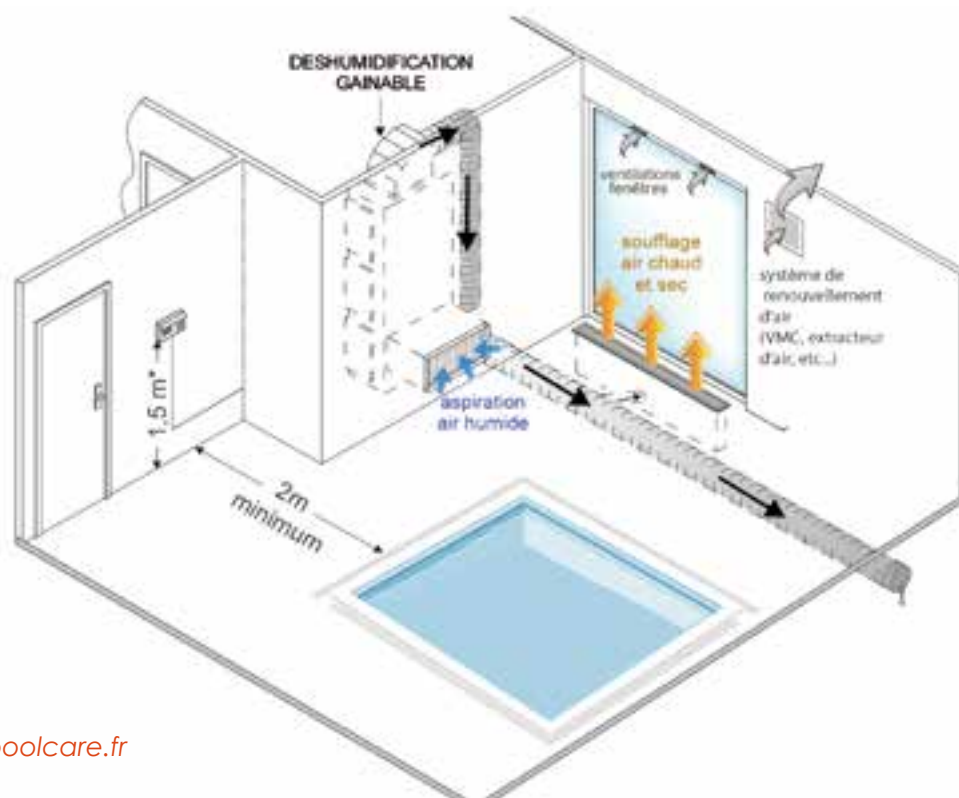 DESHUMIDIFICATION
GAINABLE
ventilations
fenêtres
soufflage
air chaud
et sec
système de
renouvellement
d'air
(VMC, extracteur
d'air, etc...)
aspiration
air humide
1,5 m*
2m
minimum
oolcare.fr